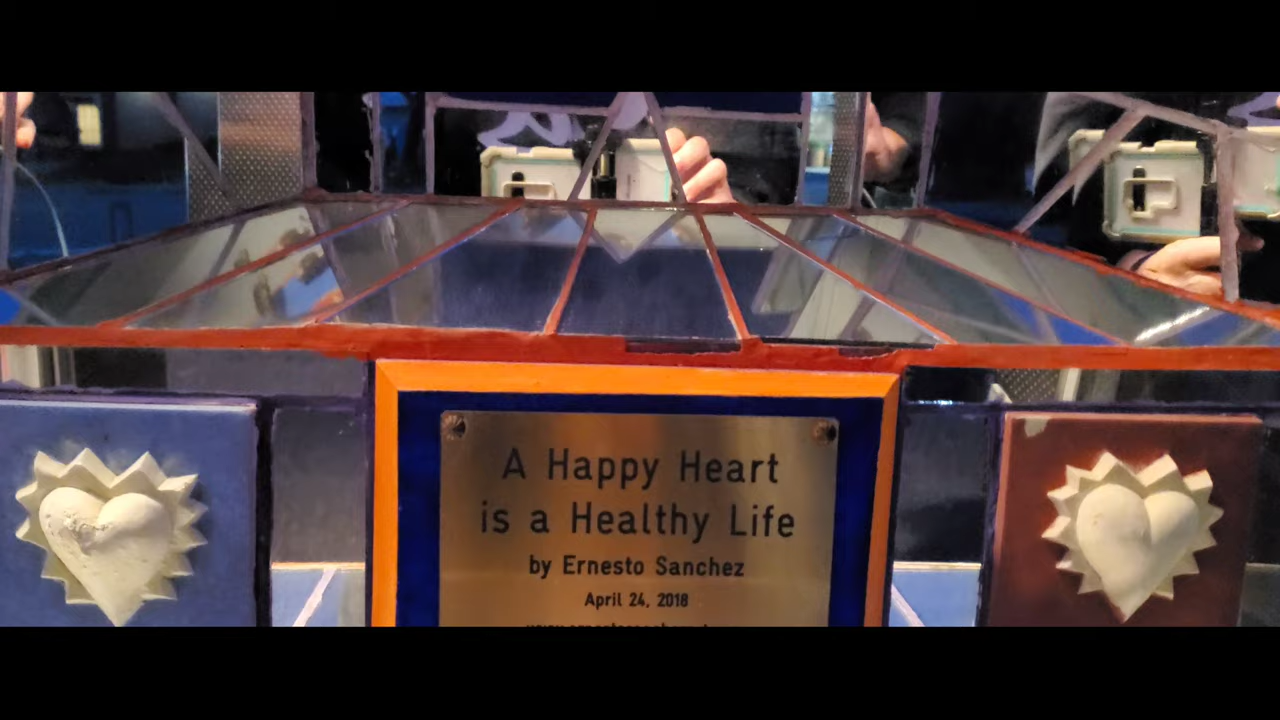 A Happy Heart
is a Healthy Life
by Ernesto Sanchez
April 24, 2018